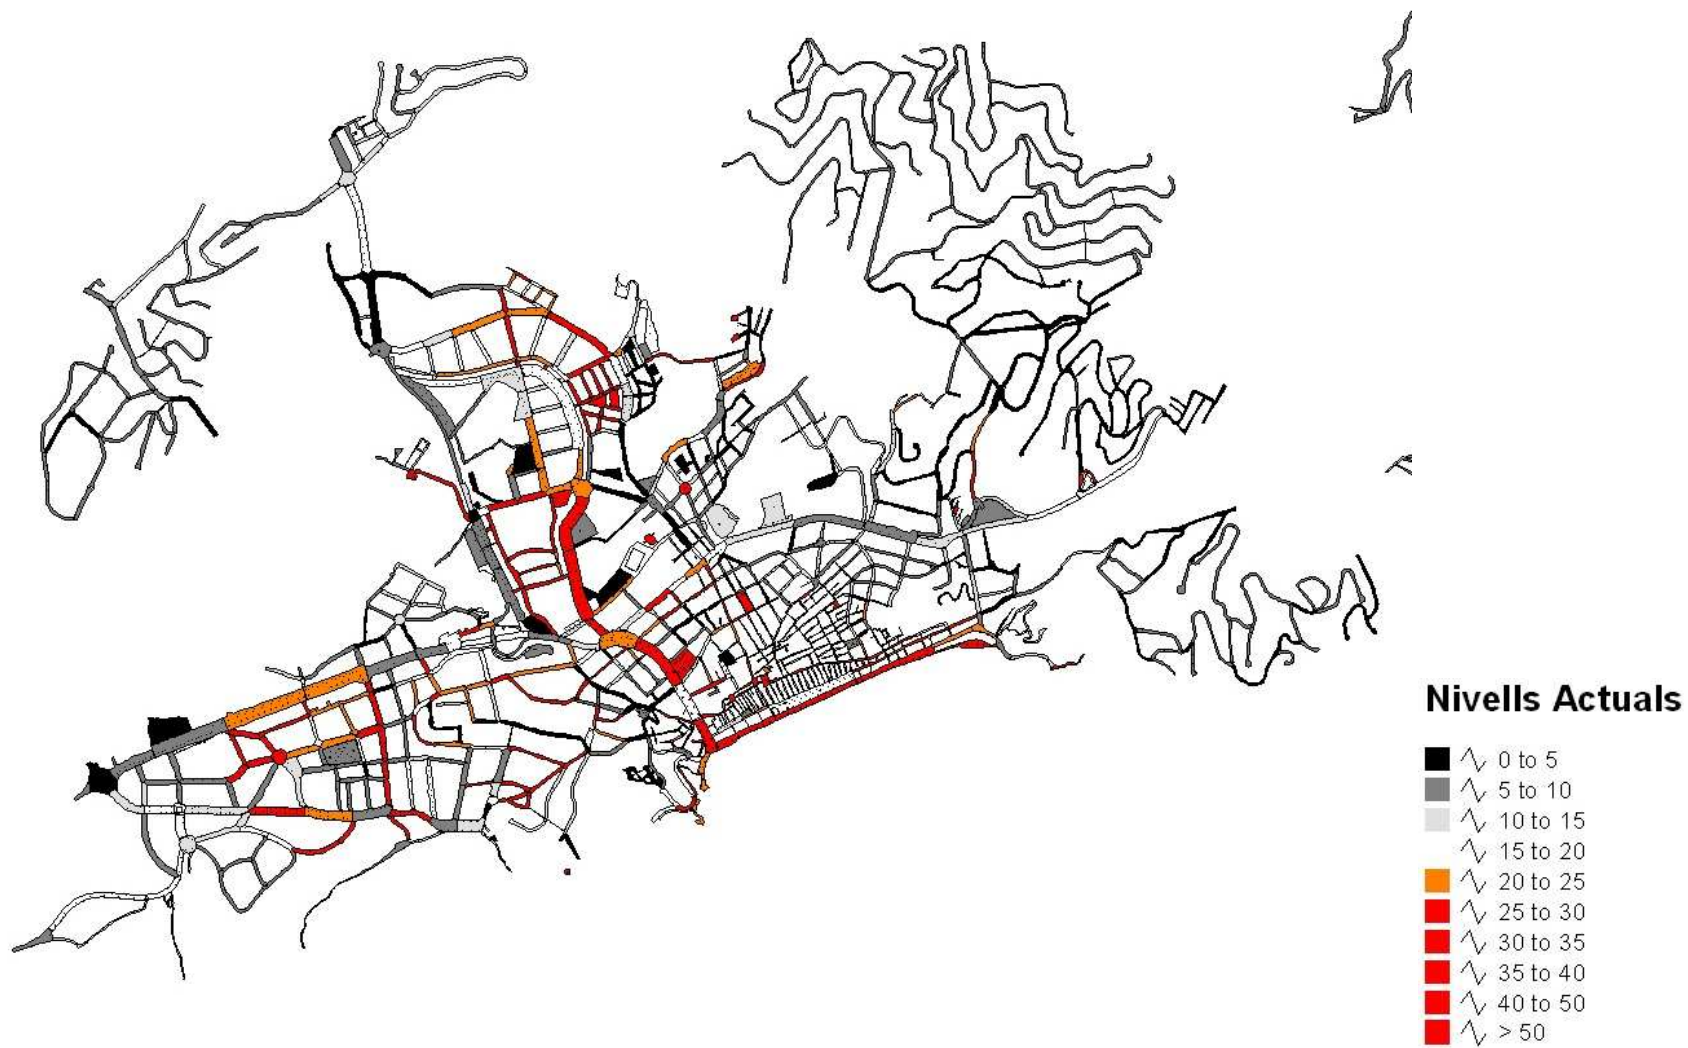 Nivells Actuals
0 to 5
5 to 10
10 to 15
15 to 20
20 to 25
25 to 30
30 to 35
35 to 40
40 to 50
> 50